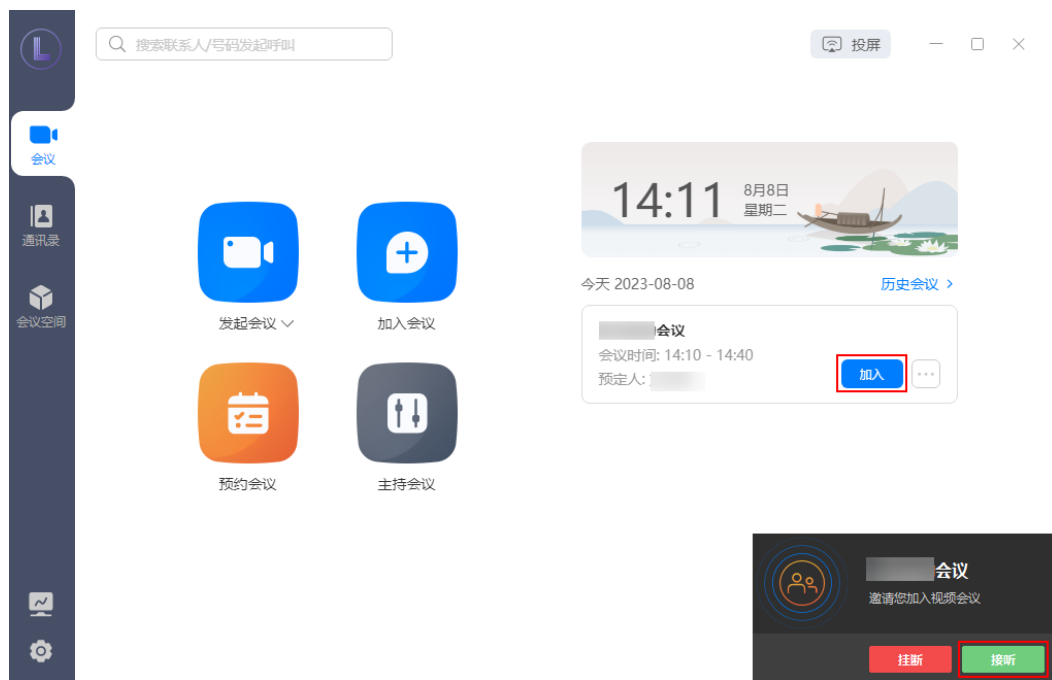 L
搜索联系人/号码发起呼叫
投屏
会议
通讯录
会议空间
发起会议
加入会议
预约会议
主持会议
14:11
8月8日
星期二
今天 2023-08-08
历史会议
会议
会议时间: 14:10 - 14:40
预定人:
加入
会议
邀请您加入视频会议
挂断
接听